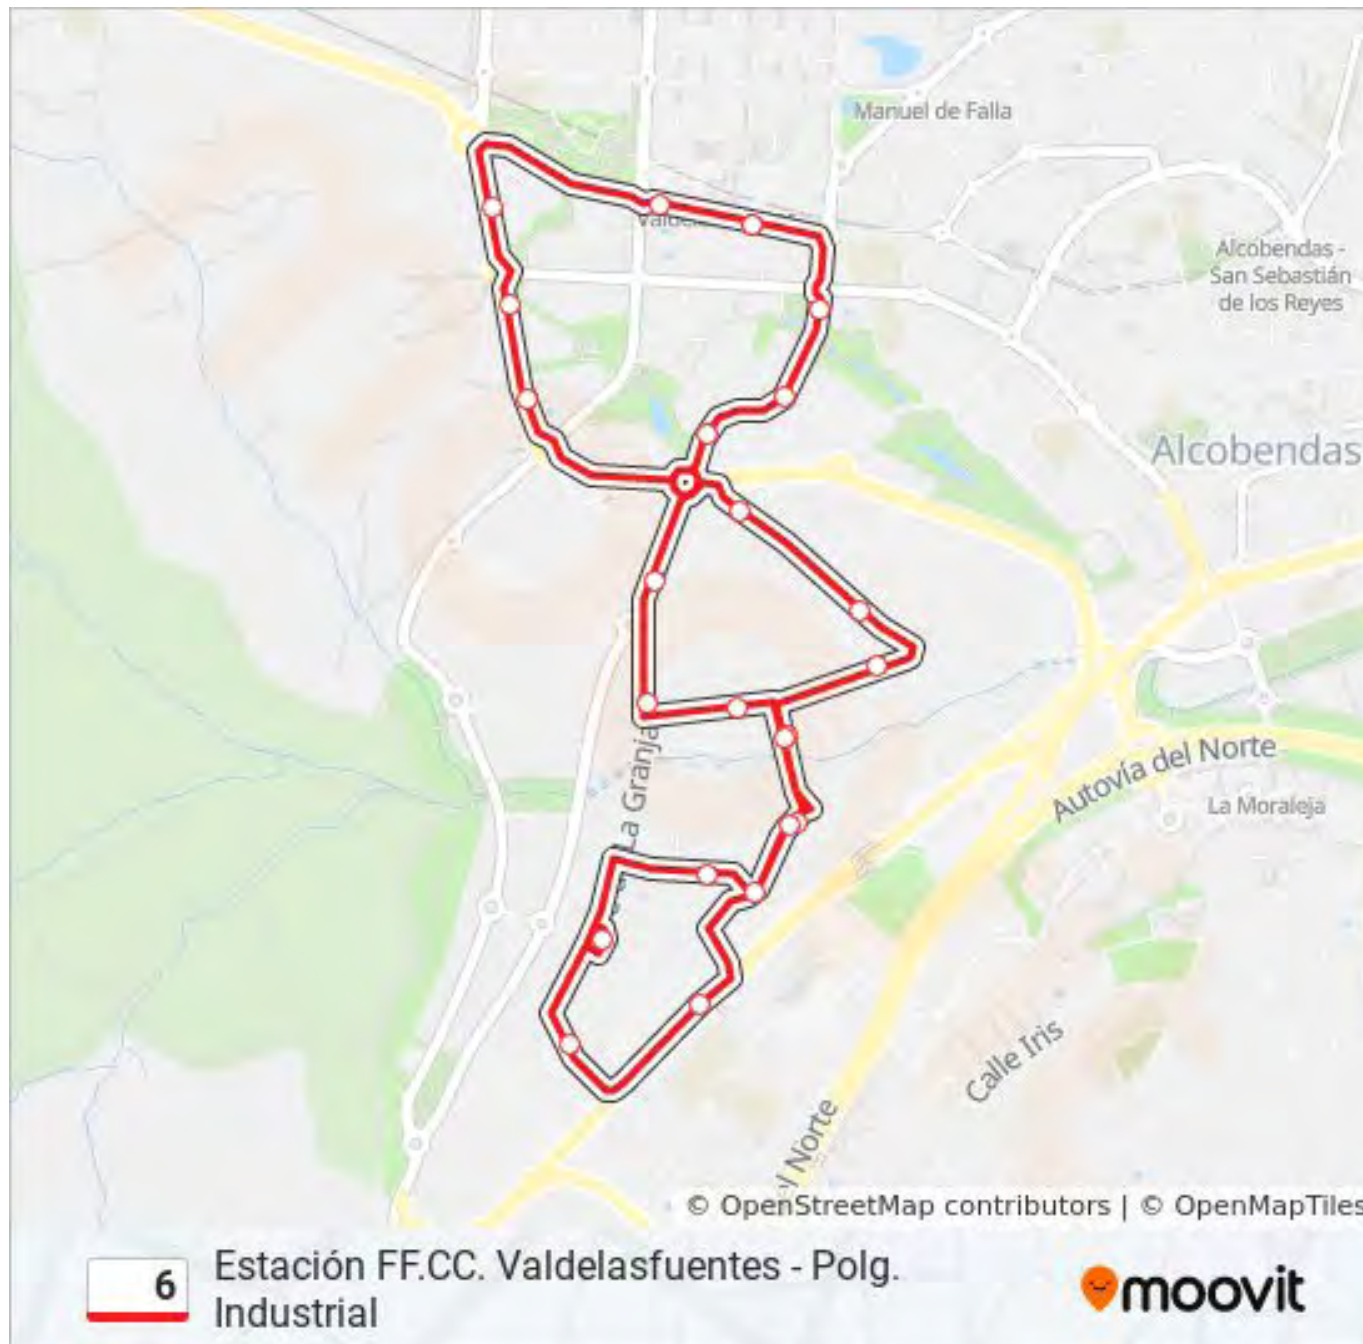 Manuel de Falla
Alcobendas -
San Sebastián
de los Reyes
Alcobendas
La Granja
Autovía del Norte
La Moraleja
Calle Iris
el Norte
© OpenStreetMap contributors | © OpenMapTiles
6
Estación FF.CC. Valdelasfuentes - Polg.
Industrial
moovit